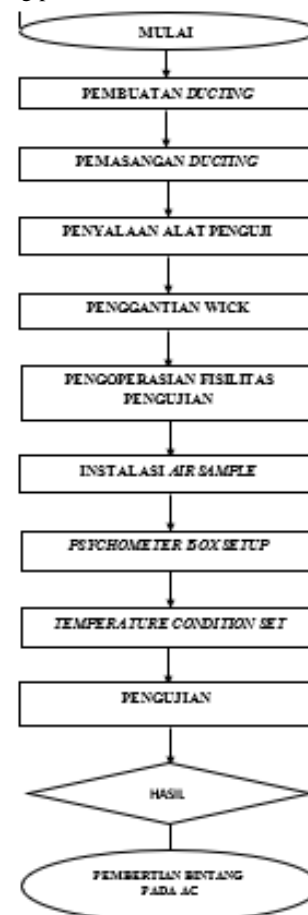 MULAI
PEMBUATAN DUCTING
PEMASANGAN DUCTING
PENYALAAN ALAT PENGUJI
PENGGANTIAN WICK
PENGOPERASIAN FISILITAS
PENGUJIAN
INSTALASI AIR SAMPLE
PSYCHOMETER BOX SETUP
TEMPERATURE CONDITION SET
PENGUJIAN
HASIL
PEMBERTIAN BINTANG
PADA AC